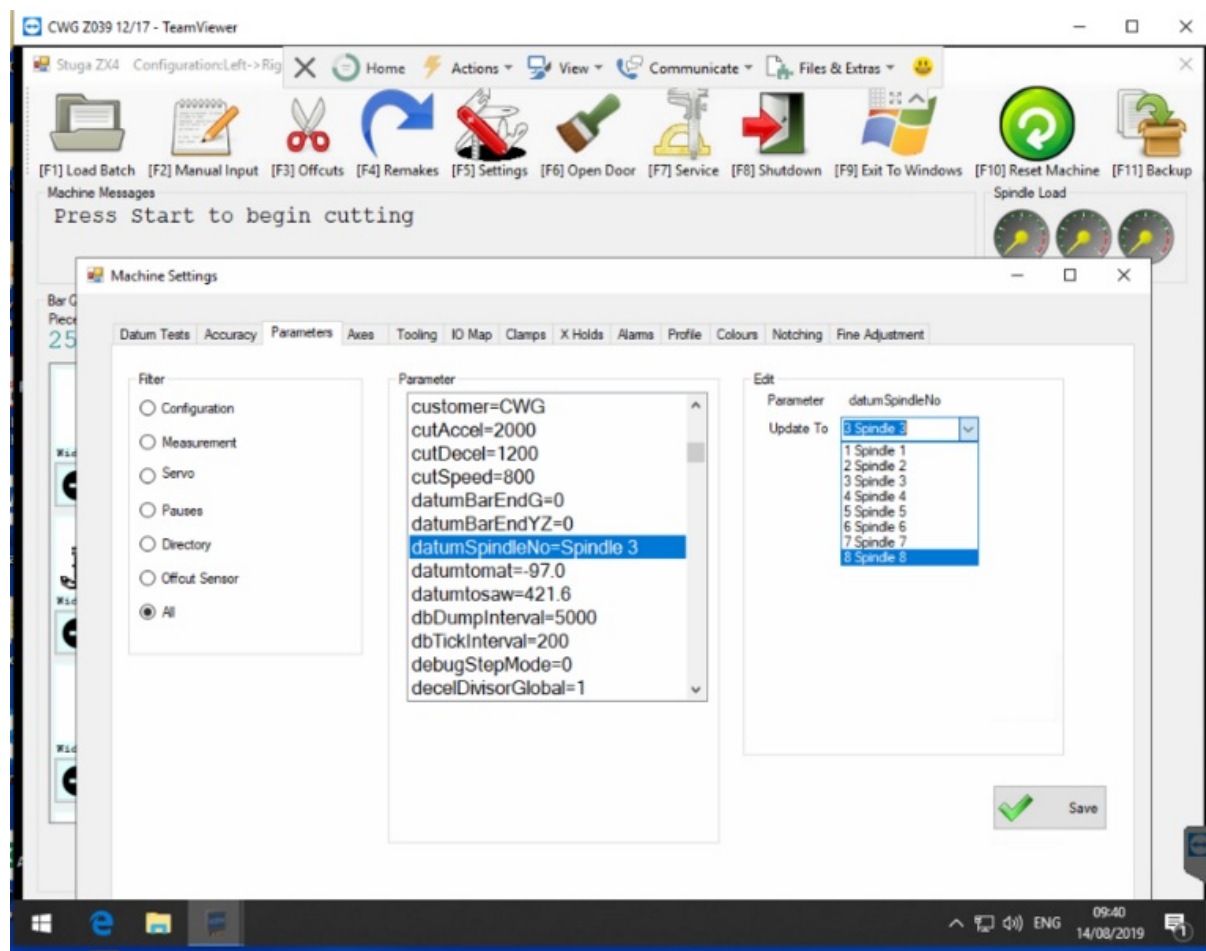 CWG Z039 12/17 - TeamViewer
Stuga ZX4 Configuration:Left->Rig
Home Actions View Communicate Files & Extras
[F1] Load Batch [F2] Manual Input [F3] Offcuts [F4] Remakes [F5] Settings [F6] Open Door [F7] Service [F8] Shutdown [F9] Exit To Windows [F10] Reset Machine [F11] Backup
Machine Messages
Press Start to begin cutting
Spindle Load
Machine Settings
Bar
Piece
25
Datum Tests Accuracy Parameters Axes Tooling IO Map Clamps X Holds Alarms Profile Colours Notching Fine Adjustment
Filter
Configuration
Measurement
Servo
Pauses
Directory
Offcut Sensor
All
Parameter
customer=CWG
cutAccel=2000
cutDecel=1200
cutSpeed=800
datumBarEndG=0
datumBarEndYZ=0
datumSpindleNo=Spindle 3
datumtomat=-97.0
datumtosaw=421.6
dbDumpInterval=5000
dbTickInterval=200
debugStepMode=0
decelDivisorGlobal=1
Edit
Parameter datumSpindleNo
Update To 3 Spindle 3
1 Spindle 1
2 Spindle 2
3 Spindle 3
4 Spindle 4
5 Spindle 5
6 Spindle 6
7 Spindle 7
8 Spindle 8
Save
Wid
Wid
Wid
ENG
09:40
14/08/2019
1